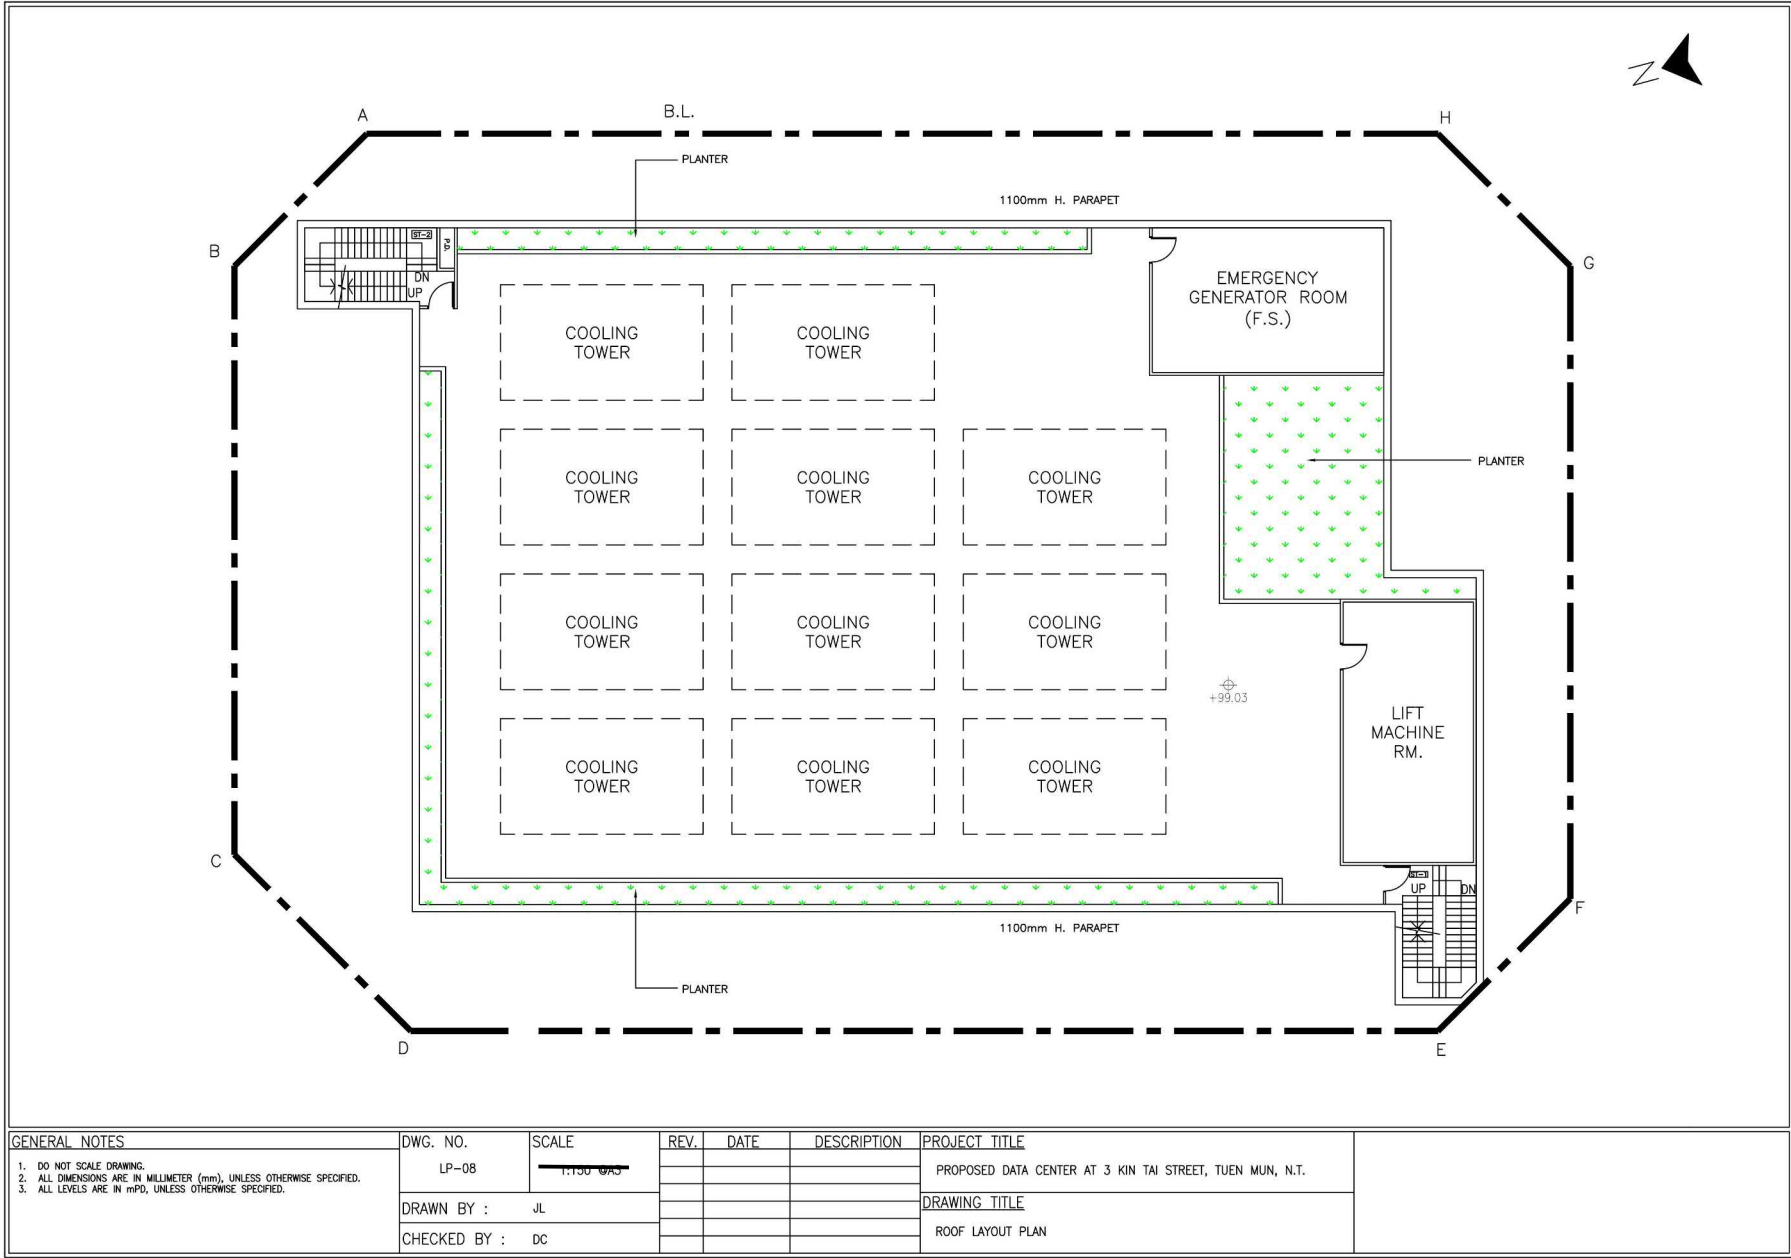 N
A
B.L.
H
PLANTER
1100mm H. PARAPET
ST-2
P.D.
B
G
DN
UP
EMERGENCY
GENERATOR ROOM
(F.S.)
COOLING
TOWER
COOLING
TOWER
PLANTER
COOLING
TOWER
COOLING
TOWER
COOLING
TOWER
COOLING
TOWER
COOLING
TOWER
COOLING
TOWER
+99.03
LIFT
MACHINE
RM.
COOLING
TOWER
COOLING
TOWER
COOLING
TOWER
C
ST-1
UP
DN
F
1100mm H. PARAPET
PLANTER
D
E
GENERAL NOTES
1. DO NOT SCALE DRAWING.
2. ALL DIMENSIONS ARE IN MILLIMETER (mm), UNLESS OTHERWISE SPECIFIED.
3. ALL LEVELS ARE IN mPD, UNLESS OTHERWISE SPECIFIED.
DWG. NO.
LP-08
SCALE
1:150 @A3
DRAWN BY : JL
CHECKED BY : DC
REV. DATE DESCRIPTION
PROJECT TITLE
PROPOSED DATA CENTER AT 3 KIN TAI STREET, TUEN MUN, N.T.
DRAWING TITLE
ROOF LAYOUT PLAN